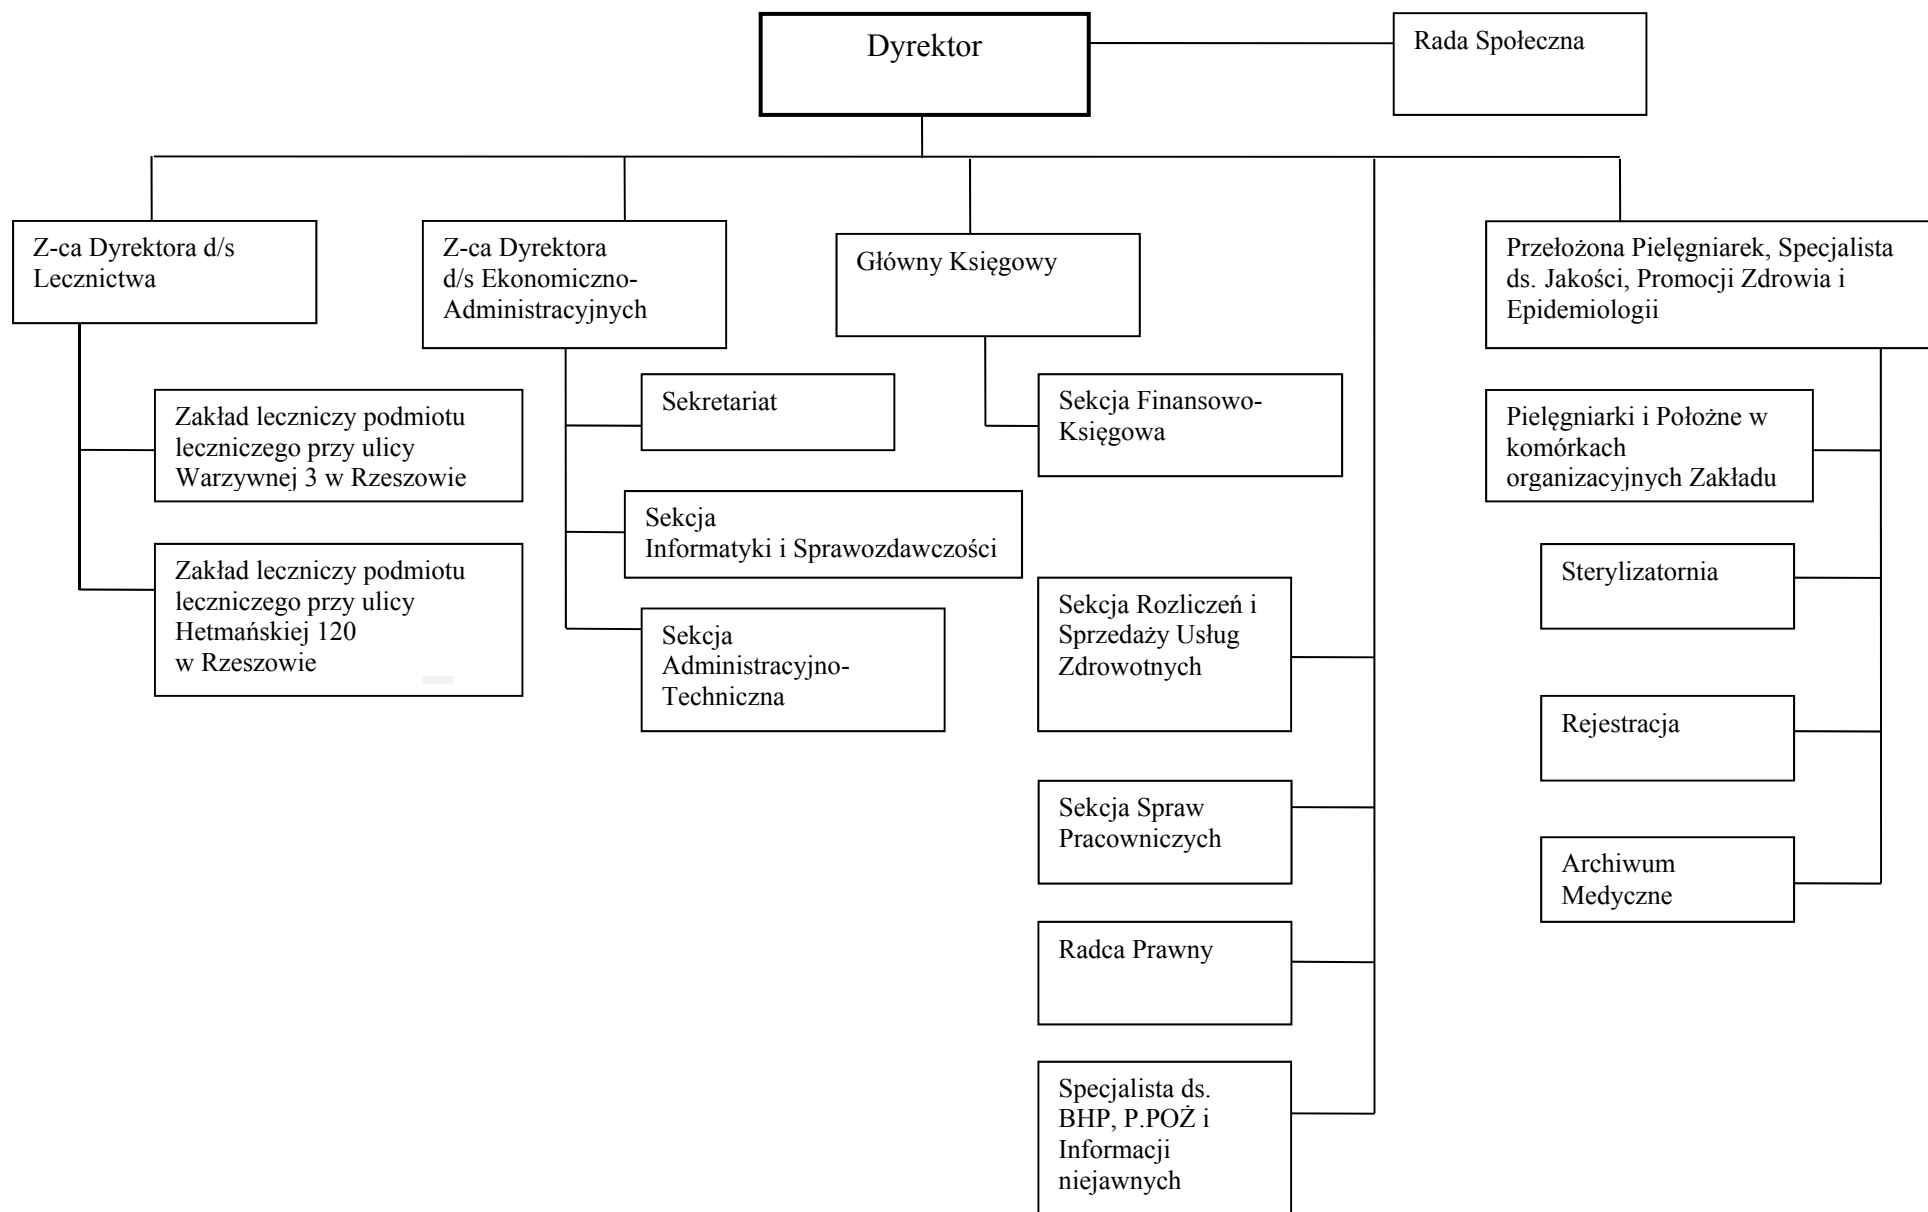 Dyrektor
Rada Społeczna
Z-ca Dyrektora d/s
Lecznictwa
Z-ca Dyrektora
d/s Ekonomiczno-
Administracyjnych
Główny Księgowy
Przełożona Pielęgniarek, Specjalista
ds. Jakości, Promocji Zdrowia i
Epidemiologii
Zakład leczniczy podmiotu
leczniczego przy ulicy
Warzywnej 3 w Rzeszowie
Zakład leczniczy podmiotu
leczniczego przy ulicy
Hetmańskiej 120
w Rzeszowie
Sekretariat
Sekcja
Informatyki i Sprawozdawczości
Sekcja
Administracyjno-
Techniczna
Sekcja Finansowo-
Księgowa
Sekcja Rozliczeń i
Sprzedaży Usług
Zdrowotnych
Sekcja Spraw
Pracowniczych
Radca Prawny
Specjalista ds.
BHP, P.POŻ i
Informacji
niejawnych
Pielęgniarki i Położne w
komórkach
organizacyjnych Zakładu
Sterylizatornia
Rejestracja
Archiwum
Medyczne